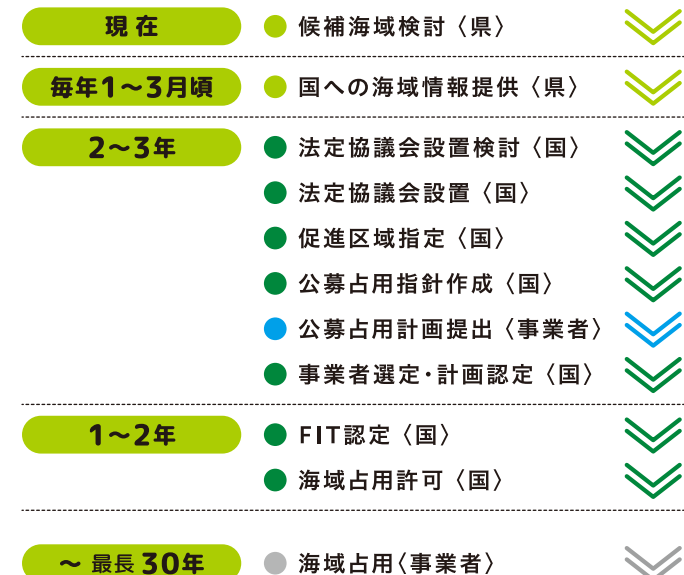 現在 候補海域検討〈県〉
毎年1～3月頃 国への海域情報提供〈県〉
2～3年 法定協議会設置検討〈国〉
法定協議会設置〈国〉
促進区域指定〈国〉
公募占用指針作成〈国〉
公募占用計画提出〈事業者〉
事業者選定・計画認定〈国〉
1～2年 FIT認定〈国〉
海域占用許可〈国〉
～最長30年 海域占用〈事業者〉